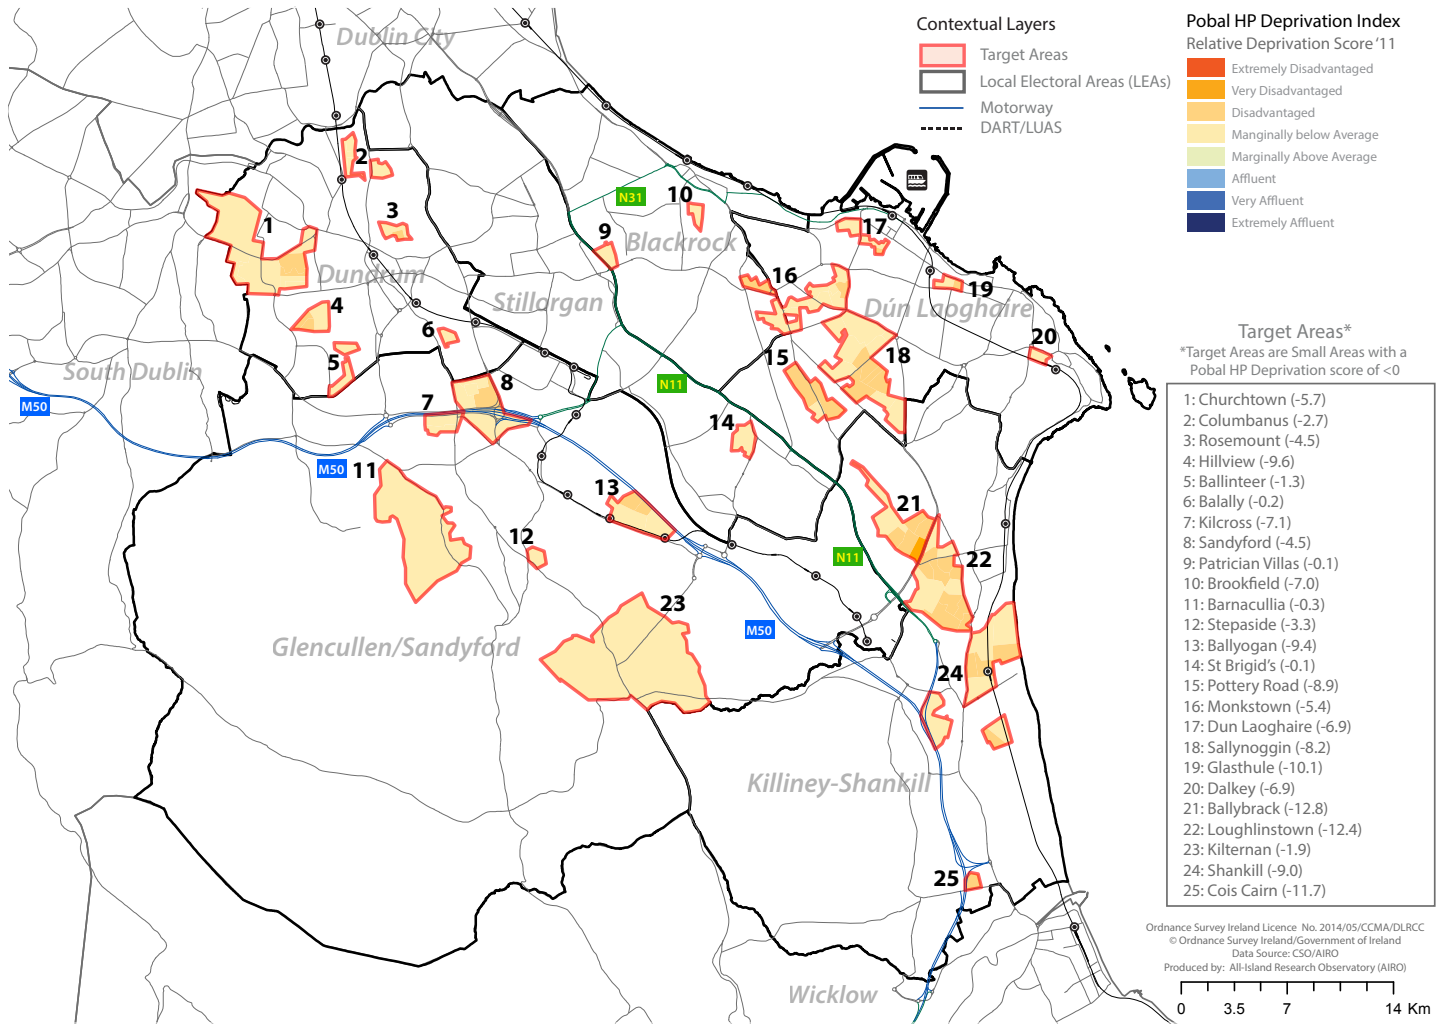 Contextual Layers
Target Areas
Local Electoral Areas (LEAs)
Motorway
DART/LUAS
Pobal HP Deprivation Index
Relative Deprivation Score '11
Extremely Disadvantaged
Very Disadvantaged
Disadvantaged
Marginally below Average
Marginally Above Average
Affluent
Very Affluent
Extremely Affluent
Dublin City
2
1
3
Dundrum
4
5
6
South Dublin
M50
M50
7
8
9
N31
10
Blackrock
Stillorgan
N11
16
17
19
Dún Laoghaire
20
15
18
14
11
13
12
21
N11
22
23
M50
24
Glencullen/Sandyford
Killiney-Shankill
25
Wicklow
Target Areas*
*Target Areas are Small Areas with a
Pobal HP Deprivation score of <0
1: Churchtown (-5.7)
2: Columbanus (-2.7)
3: Rosemount (-4.5)
4: Hillview (-9.6)
5: Ballinteer (-1.3)
6: Balally (-0.2)
7: Kilcross (-7.1)
8: Sandyford (-4.5)
9: Patrician Villas (-0.1)
10: Brookfield (-7.0)
11: Barnacullia (-0.3)
12: Stepaside (-3.3)
13: Ballyogan (-9.4)
14: St Brigid's (-0.1)
15: Pottery Road (-8.9)
16: Monkstown (-5.4)
17: Dun Laoghaire (-6.9)
18: Sallynoggin (-8.2)
19: Glasthule (-10.1)
20: Dalkey (-6.9)
21: Ballybrack (-12.8)
22: Loughlinstown (-12.4)
23: Kilternan (-1.9)
24: Shankill (-9.0)
25: Cois Cairn (-11.7)
Ordnance Survey Ireland Licence No. 2014/05/CCMA/DLRCC
© Ordnance Survey Ireland/Government of Ireland
Data Source: CSO/AIRO
Produced by: All-Island Research Observatory (AIRO)
0 3.5 7 14 Km